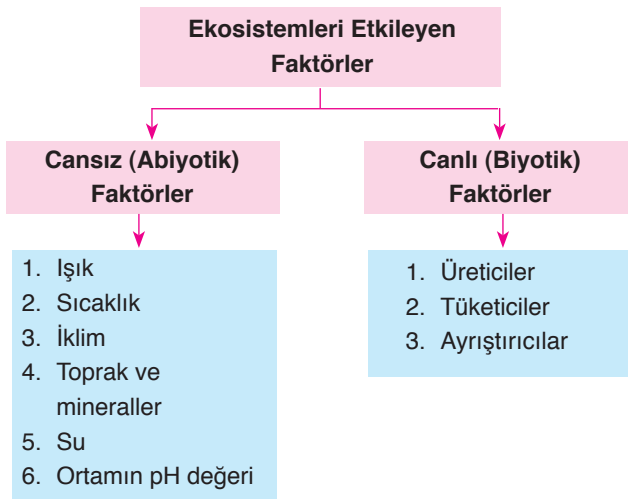 Ekosistemleri Etkileyen
Faktörler
Cansız (Abiyotik)
Faktörler
1. Işık
2. Sıcaklık
3. İklim
4. Toprak ve
mineraller
5. Su
6. Ortamın pH değeri
Canlı (Biyotik)
Faktörler
1. Üreticiler
2. Tüketiciler
3. Ayrıştırıcılar